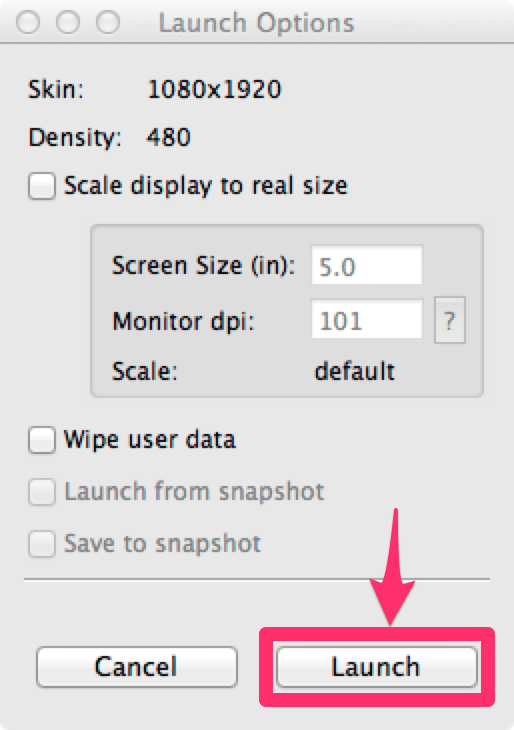 Launch Options
Skin: 1080x1920
Density: 480
Scale display to real size
Screen Size (in): 5.0
Monitor dpi: 101 ?
Scale: default
Wipe user data
Launch from snapshot
Save to snapshot
Cancel Launch